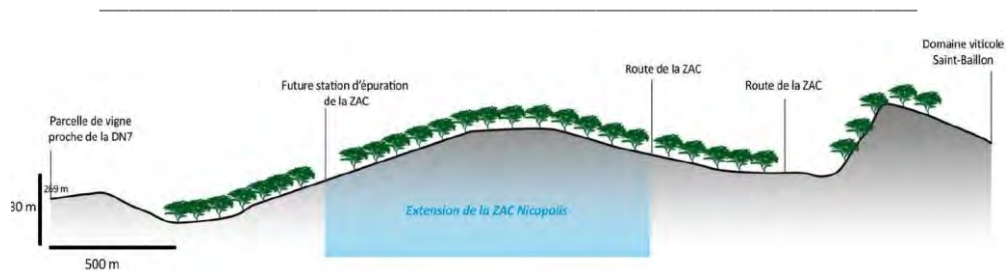 Domaine viticole
Saint-Baillon
Route de la ZAC
Future station d'épuration
de la ZAC
Route de la ZAC
Parcelle de vigne
proche de la DN7
269 m
30 m
Extension de la ZAC Nicopolis
500 m